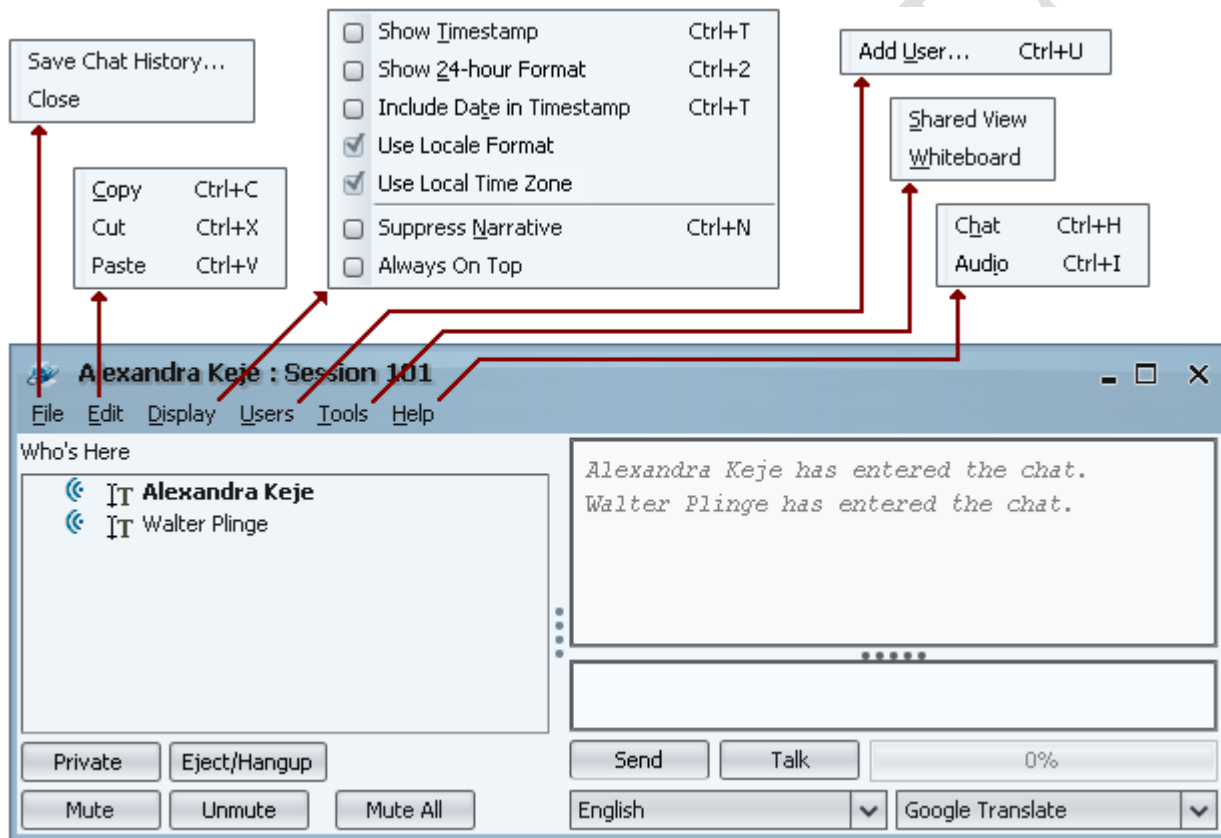 Save Chat History...
Close
Copy Ctrl+C
Cut Ctrl+X
Paste Ctrl+V
Show Timestamp Ctrl+T
Show 24-hour Format Ctrl+2
Include Date in Timestamp Ctrl+T
Use Locale Format
Use Local Time Zone
Suppress Narrative Ctrl+N
Always On Top
Add User... Ctrl+U
Shared View
Whiteboard
Chat Ctrl+H
Audio Ctrl+I
Alexandra Keje : Session 101
File Edit Display Users Tools Help
Who's Here
Alexandra Keje
Walter Plinge
Alexandra Keje has entered the chat.
Walter Plinge has entered the chat.
Private Eject/Hangup
Mute Unmute Mute All
Send Talk 0%
English Google Translate